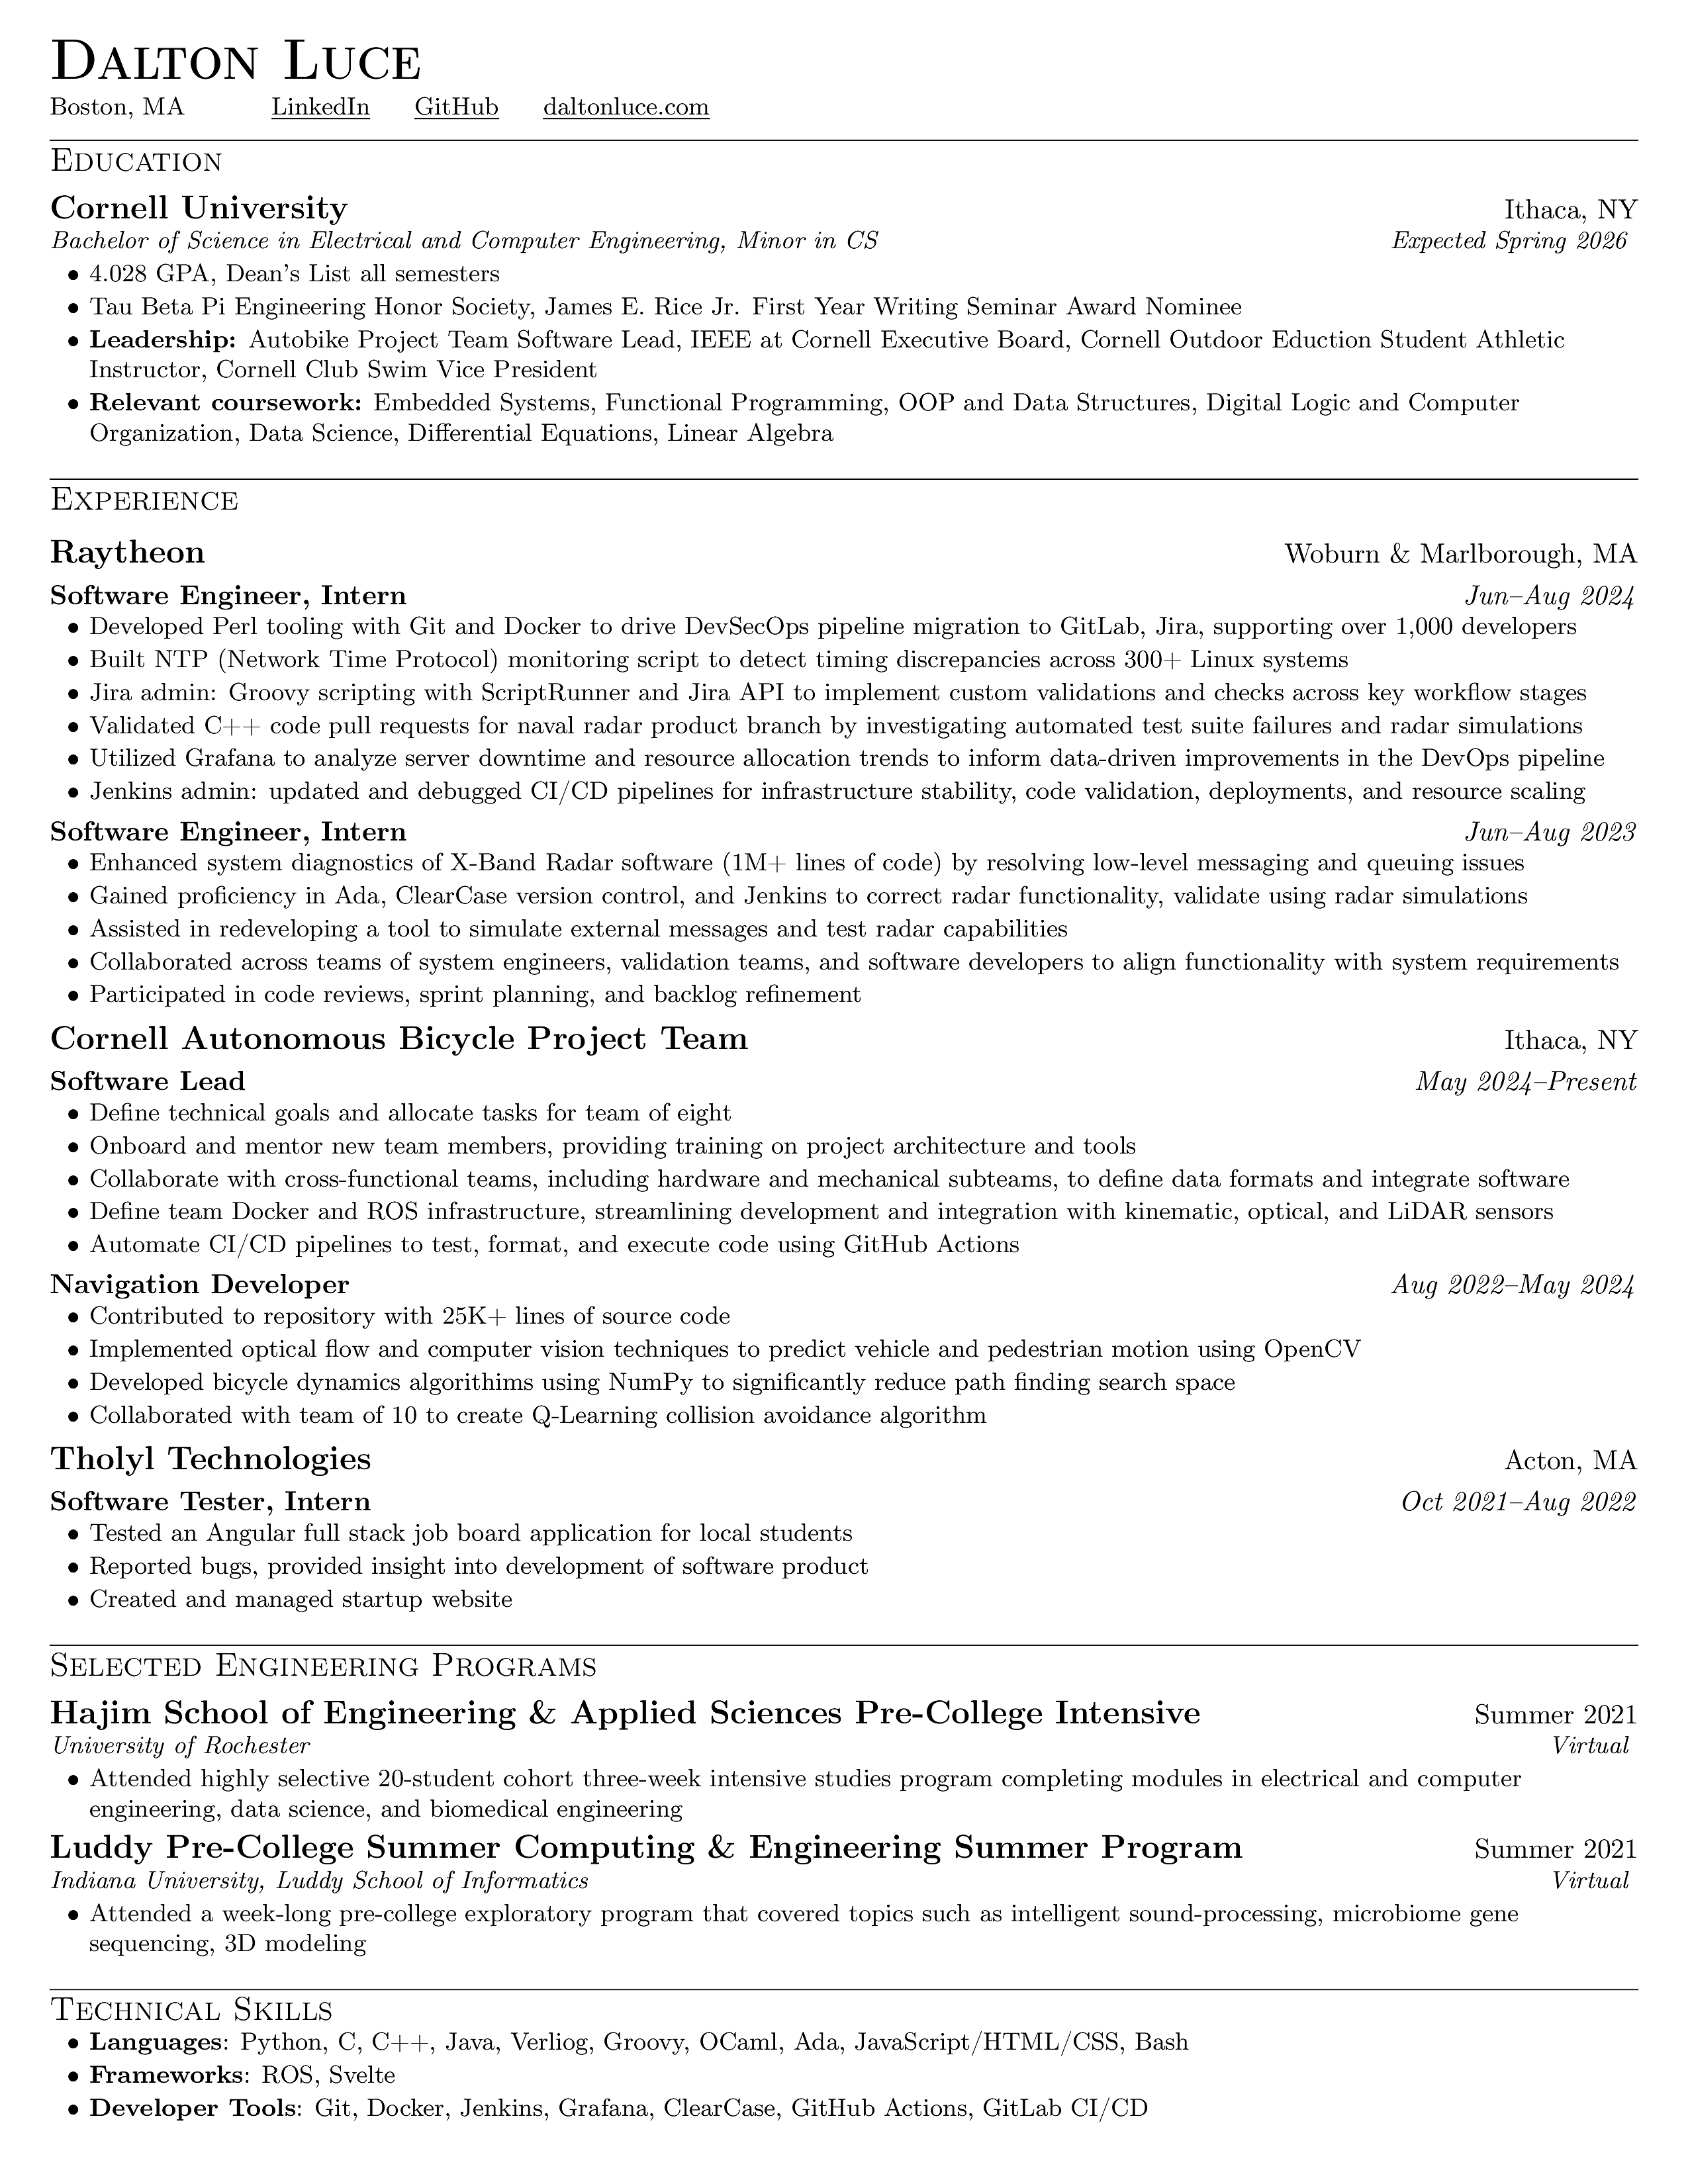 Dalton Luce
Boston, MA LinkedIn GitHub daltonluce.com
Education
Cornell University Ithaca, NY
Bachelor of Science in Electrical and Computer Engineering, Minor in CS Expected Spring 2026
• 4.028 GPA, Dean's List all semesters
• Tau Beta Pi Engineering Honor Society, James E. Rice Jr. First Year Writing Seminar Award Nominee
• Leadership: Autobike Project Team Software Lead, IEEE at Cornell Executive Board, Cornell Outdoor Eduction Student Athletic
Instructor, Cornell Club Swim Vice President
• Relevant coursework: Embedded Systems, Functional Programming, OOP and Data Structures, Digital Logic and Computer
Organization, Data Science, Differential Equations, Linear Algebra
Experience
Raytheon Woburn & Marlborough, MA
Software Engineer, Intern Jun–Aug 2024
• Developed Perl tooling with Git and Docker to drive DevSecOps pipeline migration to GitLab, Jira, supporting over 1,000 developers
• Built NTP (Network Time Protocol) monitoring script to detect timing discrepancies across 300+ Linux systems
• Jira admin: Groovy scripting with ScriptRunner and Jira API to implement custom validations and checks across key workflow stages
• Validated C++ code pull requests for naval radar product branch by investigating automated test suite failures and radar simulations
• Utilized Grafana to analyze server downtime and resource allocation trends to inform data-driven improvements in the DevOps pipeline
• Jenkins admin: updated and debugged CI/CD pipelines for infrastructure stability, code validation, deployments, and resource scaling
Software Engineer, Intern Jun–Aug 2023
• Enhanced system diagnostics of X-Band Radar software (1M+ lines of code) by resolving low-level messaging and queuing issues
• Gained proficiency in Ada, ClearCase version control, and Jenkins to correct radar functionality, validate using radar simulations
• Assisted in redeveloping a tool to simulate external messages and test radar capabilities
• Collaborated across teams of system engineers, validation teams, and software developers to align functionality with system requirements
• Participated in code reviews, sprint planning, and backlog refinement
Cornell Autonomous Bicycle Project Team Ithaca, NY
Software Lead May 2024–Present
• Define technical goals and allocate tasks for team of eight
• Onboard and mentor new team members, providing training on project architecture and tools
• Collaborate with cross-functional teams, including hardware and mechanical subteams, to define data formats and integrate software
• Define team Docker and ROS infrastructure, streamlining development and integration with kinematic, optical, and LiDAR sensors
• Automate CI/CD pipelines to test, format, and execute code using GitHub Actions
Navigation Developer Aug 2022–May 2024
• Contributed to repository with 25K+ lines of source code
• Implemented optical flow and computer vision techniques to predict vehicle and pedestrian motion using OpenCV
• Developed bicycle dynamics algorithims using NumPy to significantly reduce path finding search space
• Collaborated with team of 10 to create Q-Learning collision avoidance algorithm
Tholyl Technologies Acton, MA
Software Tester, Intern Oct 2021–Aug 2022
• Tested an Angular full stack job board application for local students
• Reported bugs, provided insight into development of software product
• Created and managed startup website
Selected Engineering Programs
Hajim School of Engineering & Applied Sciences Pre-College Intensive Summer 2021
University of Rochester Virtual
• Attended highly selective 20-student cohort three-week intensive studies program completing modules in electrical and computer
engineering, data science, and biomedical engineering
Luddy Pre-College Summer Computing & Engineering Summer Program Summer 2021
Indiana University, Luddy School of Informatics Virtual
• Attended a week-long pre-college exploratory program that covered topics such as intelligent sound-processing, microbiome gene
sequencing, 3D modeling
Technical Skills
• Languages: Python, C, C++, Java, Verliog, Groovy, OCaml, Ada, JavaScript/HTML/CSS, Bash
• Frameworks: ROS, Svelte
• Developer Tools: Git, Docker, Jenkins, Grafana, ClearCase, GitHub Actions, GitLab CI/CD